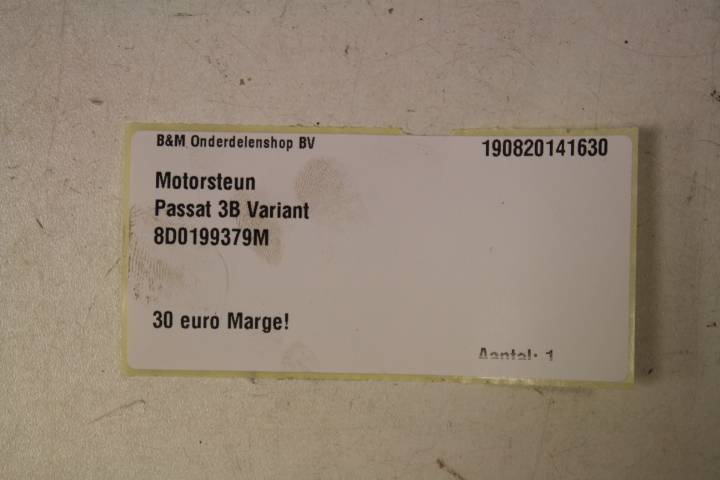 B&M Onderdelenshop BV 190820141630
Motorsteun
Passat 3B Variant
8D0199379M
30 euro Marge!
Aantal: 1